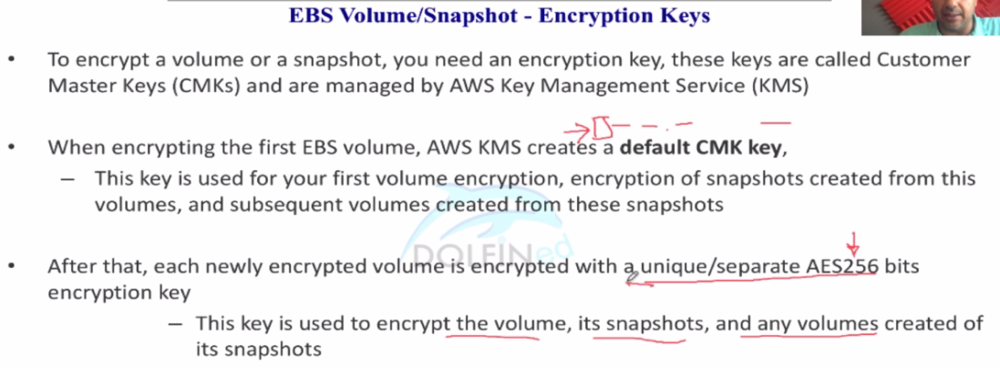 EBS Volume/Snapshot - Encryption Keys
• To encrypt a volume or a snapshot, you need an encryption key, these keys are called Customer
Master Keys (CMKs) and are managed by AWS Key Management Service (KMS)
• When encrypting the first EBS volume, AWS KMS creates a default CMK key,
– This key is used for your first volume encryption, encryption of snapshots created from this
volumes, and subsequent volumes created from these snapshots
DOLFINed
• After that, each newly encrypted volume is encrypted with a unique/separate AES256 bits
encryption key
– This key is used to encrypt the volume, its snapshots, and any volumes created of
its snapshots